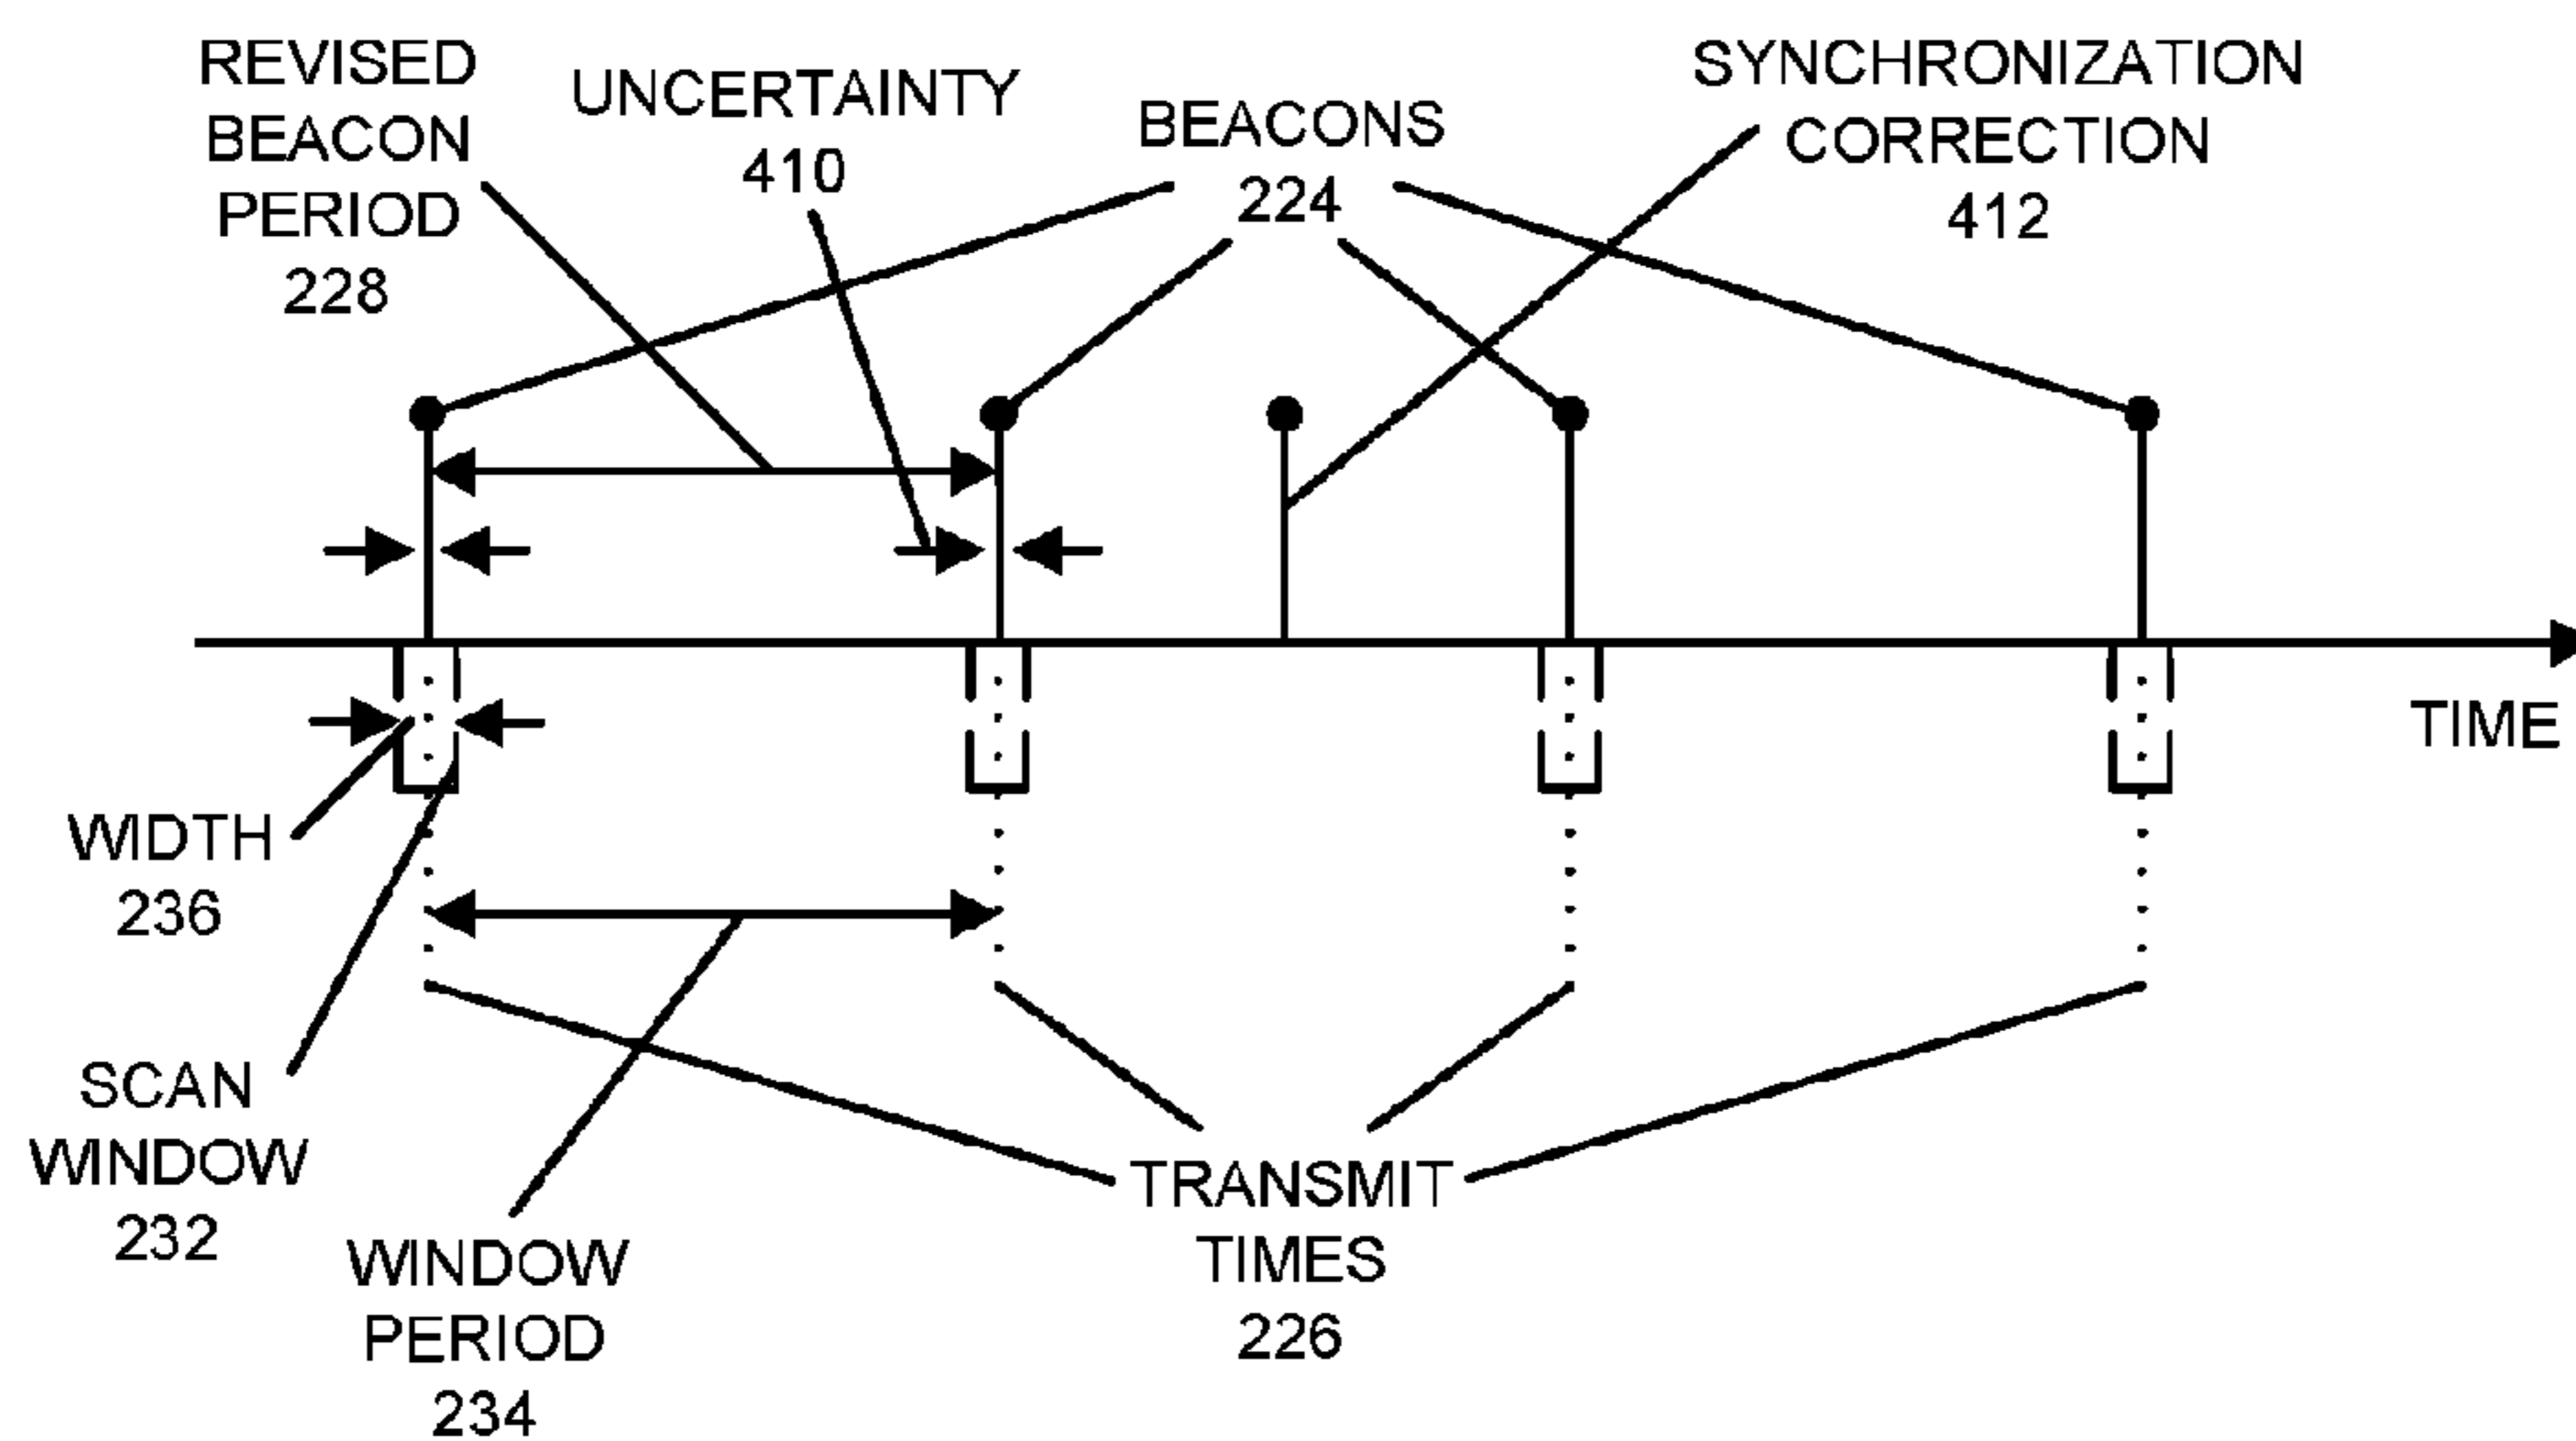 REVISED
BEACON
PERIOD
228
UNCERTAINTY
410
BEACONS
224
SYNCHRONIZATION
CORRECTION
412
TIME
WIDTH
236
SCAN
WINDOW
232
WINDOW
PERIOD
234
TRANSMIT
TIMES
226